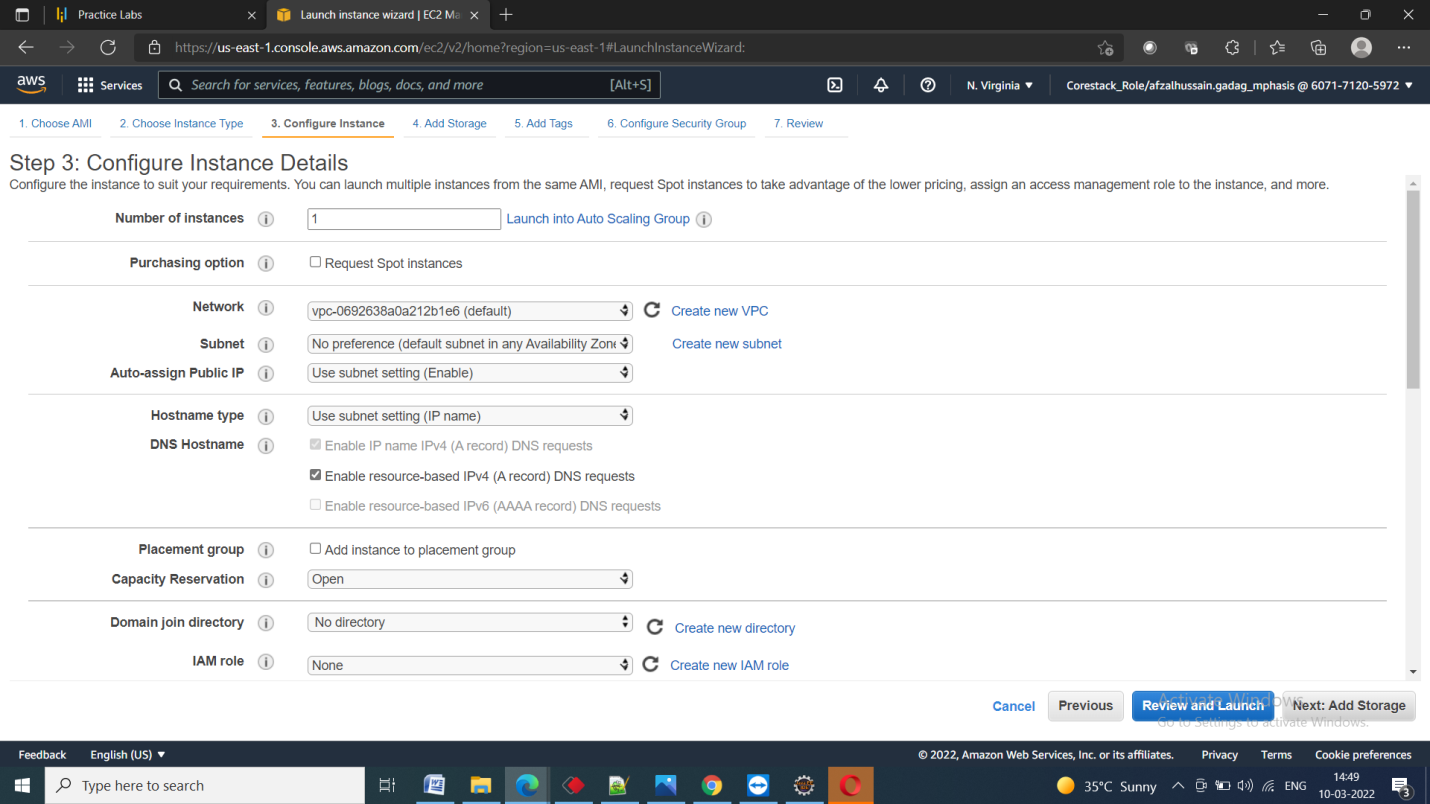 Practice Labs
Launch instance wizard | EC2 Ma
https://us-east-1.console.aws.amazon.com/ec2/v2/home?region=us-east-1#LaunchInstanceWizard:
aws Services Search for services, features, blogs, docs, and more [Alt+S] N. Virginia ▼ Corestack_Role/afzalhussain.gadag_mphasis @ 6071-7120-5972 ▼
1. Choose AMI 2. Choose Instance Type 3. Configure Instance 4. Add Storage 5. Add Tags 6. Configure Security Group 7. Review
Step 3: Configure Instance Details
Configure the instance to suit your requirements. You can launch multiple instances from the same AMI, request Spot instances to take advantage of the lower pricing, assign an access management role to the instance, and more.
Number of instances 1 Launch into Auto Scaling Group
Purchasing option Request Spot instances
Network vpc-0692638a0a212b1e6 (default) Create new VPC
Subnet No preference (default subnet in any Availability Zone Create new subnet
Auto-assign Public IP Use subnet setting (Enable)
Hostname type Use subnet setting (IP name)
DNS Hostname Enable IP name IPv4 (A record) DNS requests
Enable resource-based IPv4 (A record) DNS requests
Enable resource-based IPv6 (AAAA record) DNS requests
Placement group Add instance to placement group
Capacity Reservation Open
Domain join directory No directory Create new directory
IAM role None Create new IAM role
Cancel Previous Review and Launch Next: Add Storage
Activate Windows
Go to Settings to activate Windows.
Feedback English (US) ▼ © 2022, Amazon Web Services, Inc. or its affiliates. Privacy Terms Cookie preferences
Type here to search 35°C Sunny ENG 14:49
10-03-2022 3